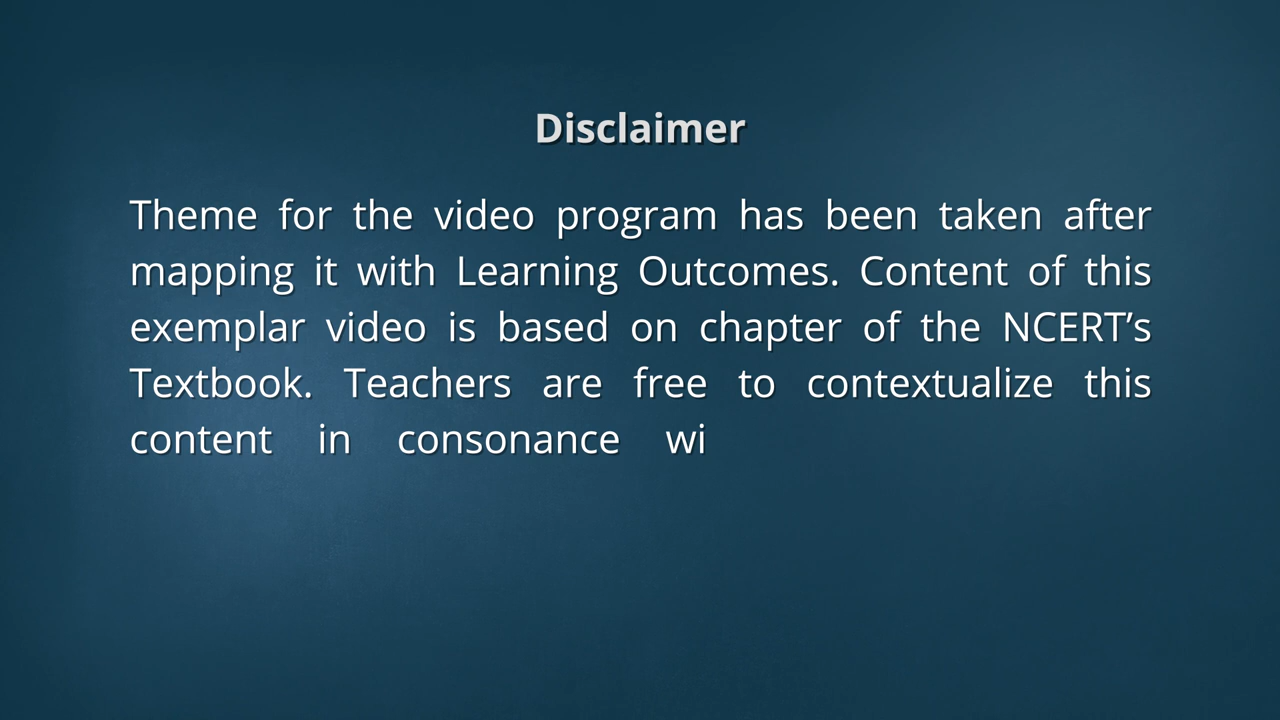 Disclaimer
Theme for the video program has been taken after
mapping it with Learning Outcomes. Content of this
exemplar video is based on chapter of the NCERT’s
Textbook. Teachers are free to contextualize this
content in consonance wi